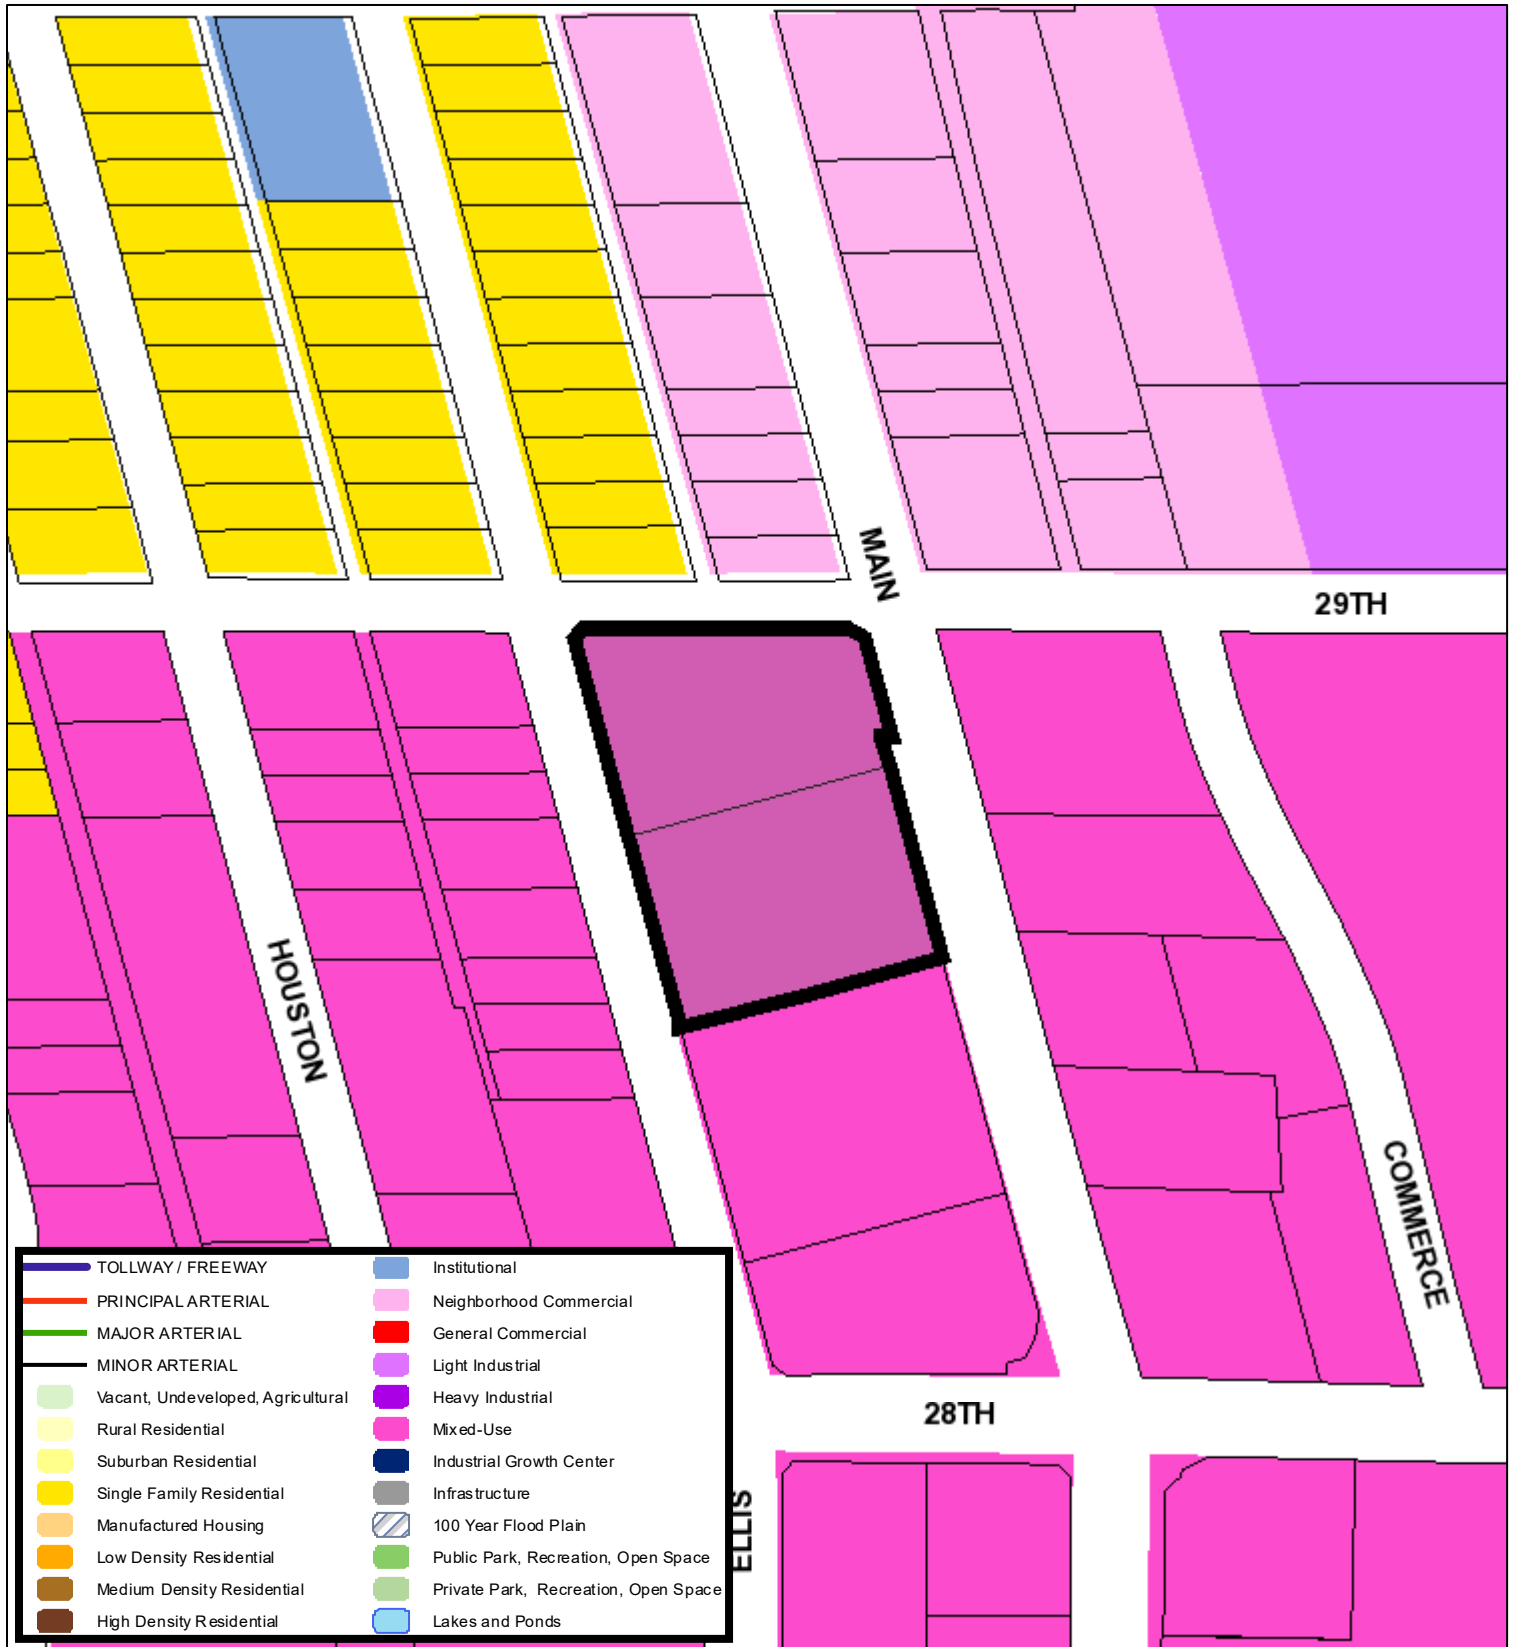 MAIN
29TH
HOUSTON
COMMERCE
28TH
ELLIS
TOLLWAY / FREEWAY
PRINCIPAL ARTERIAL
MAJOR ARTERIAL
MINOR ARTERIAL
Vacant, Undeveloped, Agricultural
Rural Residential
Suburban Residential
Single Family Residential
Manufactured Housing
Low Density Residential
Medium Density Residential
High Density Residential
Institutional
Neighborhood Commercial
General Commercial
Light Industrial
Heavy Industrial
Mixed-Use
Industrial Growth Center
Infrastructure
100 Year Flood Plain
Public Park, Recreation, Open Space
Private Park, Recreation, Open Space
Lakes and Ponds